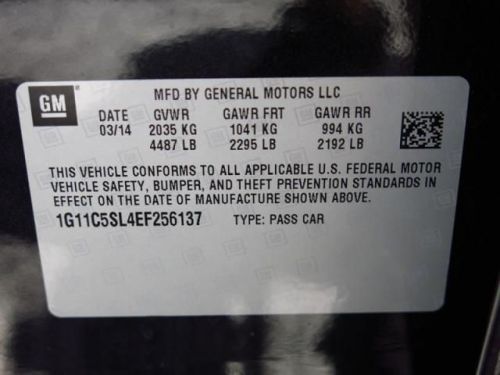 GM
MFD BY GENERAL MOTORS LLC
DATE GVWR GAWR FRT GAWR RR
03/14 2035 KG 1041 KG 994 KG
4487 LB 2295 LB 2192 LB
THIS VEHICLE CONFORMS TO ALL APPLICABLE U.S. FEDERAL MOTOR
VEHICLE SAFETY, BUMPER, AND THEFT PREVENTION STANDARDS IN
EFFECT ON THE DATE OF MANUFACTURE SHOWN ABOVE.
1G11C5SL4EF256137 TYPE: PASS CAR